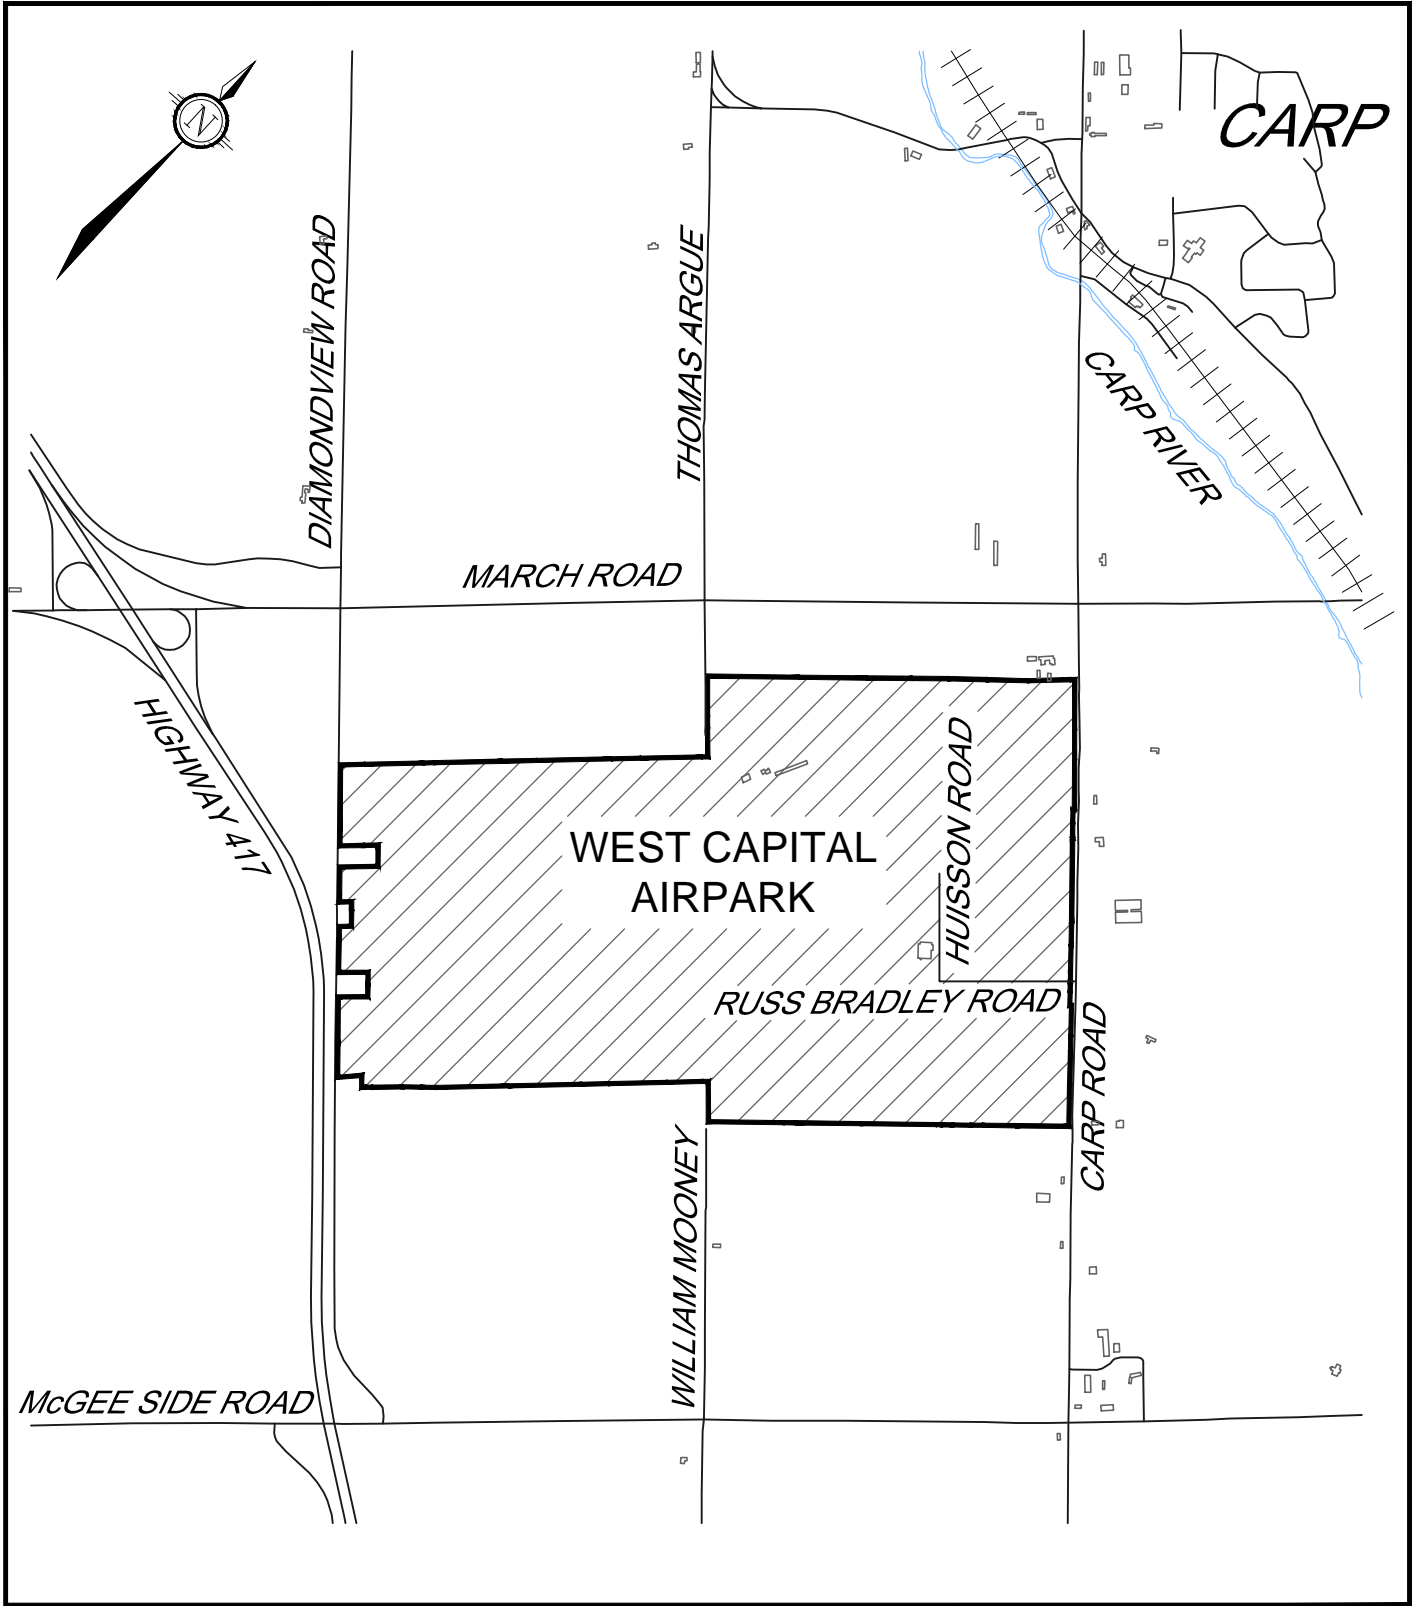 N
CARP
DIAMONDVIEW ROAD
THOMAS ARGUE
CARP RIVER
MARCH ROAD
HIGHWAY 417
HUISSON ROAD
WEST CAPITAL
AIRPARK
RUSS BRADLEY ROAD
CARP ROAD
WILLIAM MOONEY
McGEE SIDE ROAD